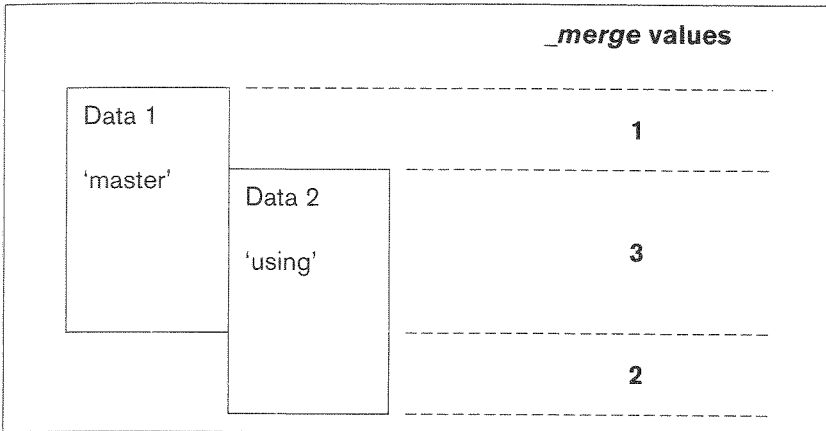 _merge values
Data 1
1
'master'
Data 2
3
'using'
2